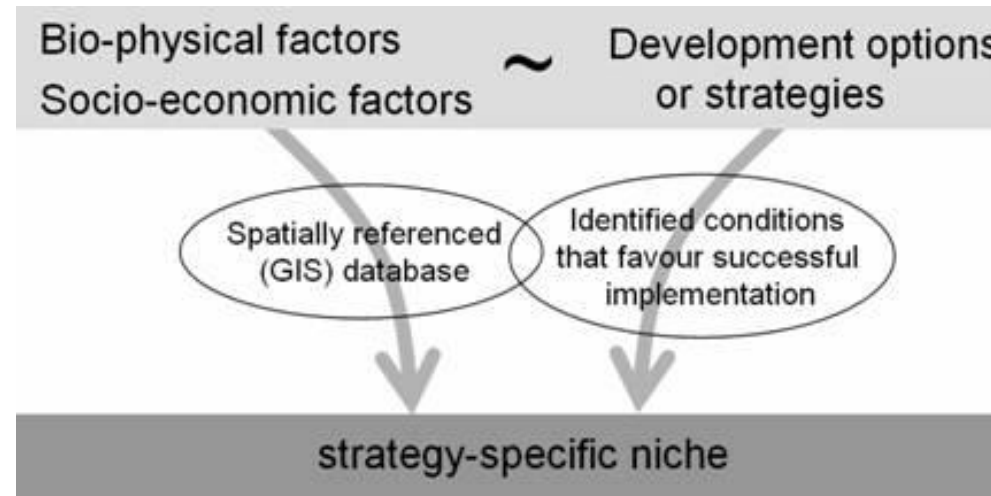 Bio-physical factors
Socio-economic factors
~
Development options
or strategies
Spatially referenced
(GIS) database
Identified conditions
that favour successful
implementation
strategy-specific niche